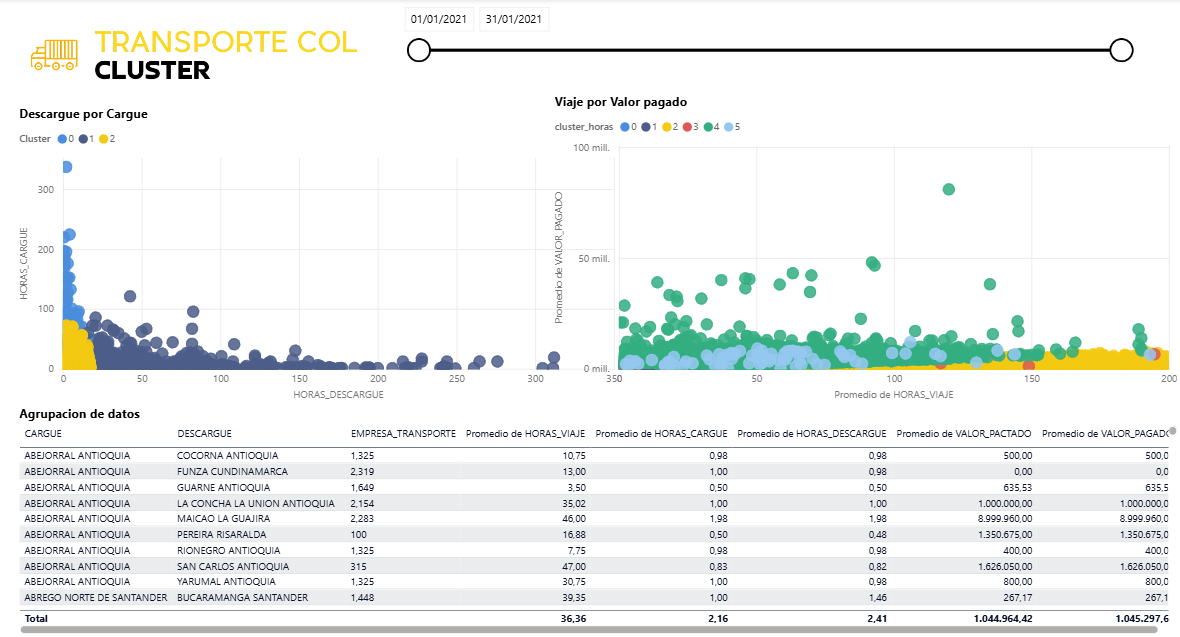 01/01/2021 31/01/2021
TRANSPORTE COL
CLUSTER
Descargue por Cargue
Cluster 0 1 2
HORAS_CARGUE
300
200
100
0
0 50 100 150 200 250 300 350
HORAS_DESCARGUE
Viaje por Valor pagado
cluster_horas 0 1 2 3 4 5
Promedio de VALOR_PAGADO
100 mill.
50 mill.
0 mill.
0 50 100 150 200
Promedio de HORAS_VIAJE
Agrupacion de datos
CARGUE DESCARGUE EMPRESA_TRANSPORTE Promedio de HORAS_VIAJE Promedio de HORAS_CARGUE Promedio de HORAS_DESCARGUE Promedio de VALOR_PACTADO Promedio de VALOR_PAGADO
ABEJORRAL ANTIOQUIA COCORNA ANTIOQUIA 1,325 10,75 0,98 0,98 500,00 500,0
ABEJORRAL ANTIOQUIA FUNZA CUNDINAMARCA 2,319 13,00 1,00 0,98 0,00 0,0
ABEJORRAL ANTIOQUIA GUARNE ANTIOQUIA 1,649 3,50 0,50 0,50 635,53 635,5
ABEJORRAL ANTIOQUIA LA CONCHA LA UNION ANTIOQUIA 2,154 35,02 1,00 1,00 1.000.000,00 1.000.000,0
ABEJORRAL ANTIOQUIA MAICAO LA GUAJIRA 2,283 46,00 1,98 1,98 8.999.960,00 8.999.960,0
ABEJORRAL ANTIOQUIA PEREIRA RISARALDA 100 16,88 0,50 0,48 1.350.675,00 1.350.675,0
ABEJORRAL ANTIOQUIA RIONEGRO ANTIOQUIA 1,325 7,75 0,98 0,98 400,00 400,0
ABEJORRAL ANTIOQUIA SAN CARLOS ANTIOQUIA 315 47,00 0,83 0,82 1.626.050,00 1.626.050,0
ABEJORRAL ANTIOQUIA YARUMAL ANTIOQUIA 1,325 30,75 1,00 0,98 800,00 800,0
ABREGO NORTE DE SANTANDER BUCARAMANGA SANTANDER 1,448 39,35 1,00 1,46 267,17 267,1
Total 36,36 2,16 2,41 1.044.964,42 1.045.297,6